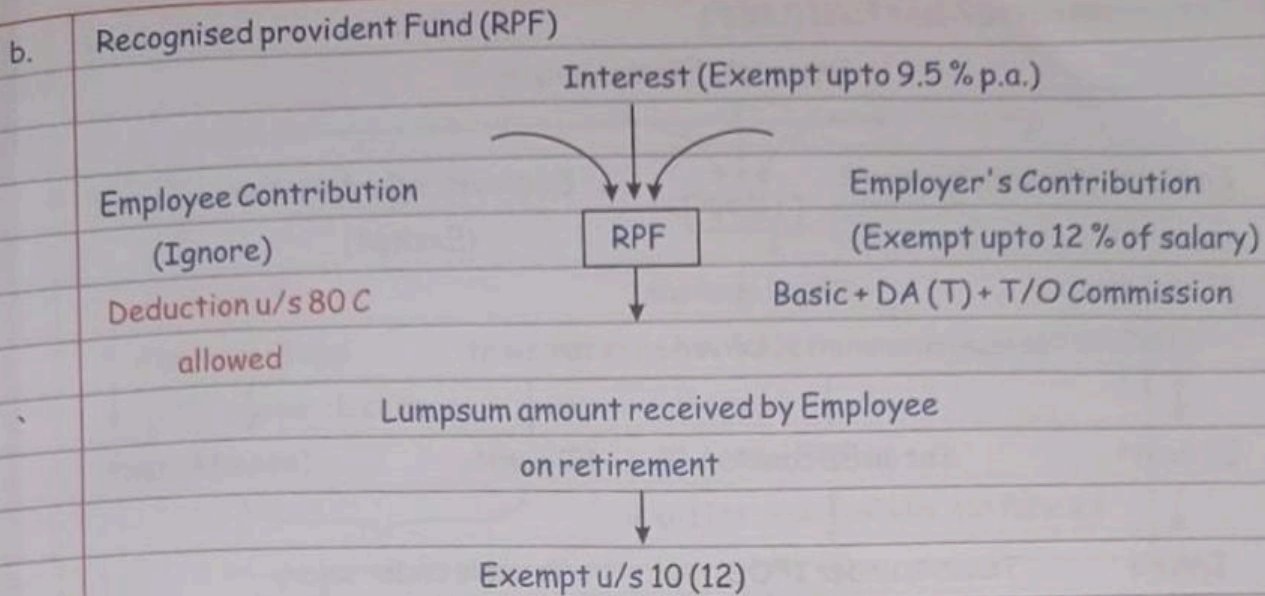 b. Recognised provident Fund (RPF)
Interest (Exempt upto 9.5 % p.a.)
Employee Contribution
(Ignore)
Deduction u/s 80 C
allowed
RPF
Employer's Contribution
(Exempt upto 12 % of salary)
Basic + DA (T) + T/O Commission
Lumpsum amount received by Employee
on retirement
Exempt u/s 10 (12)